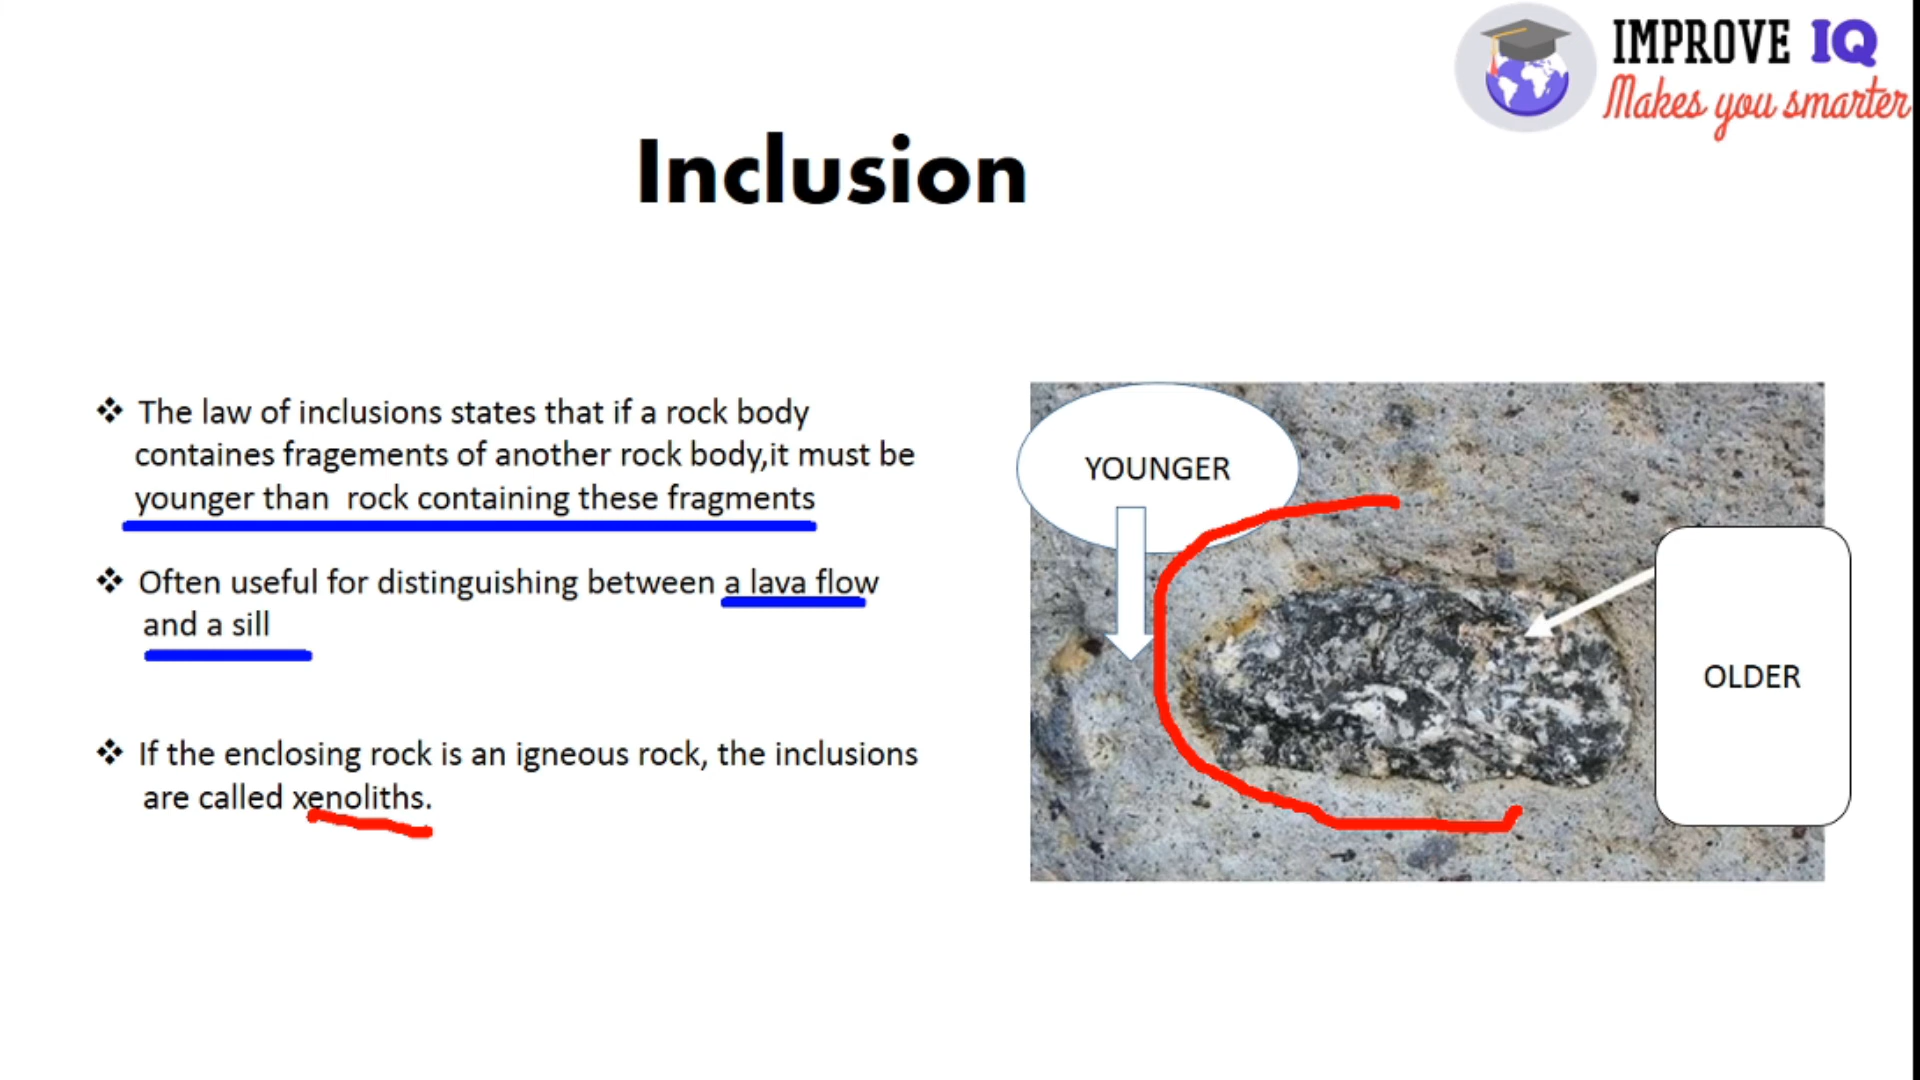 IMPROVE IQ
Makes you smarter
Inclusion
❖ The law of inclusions states that if a rock body
containes fragements of another rock body,it must be
younger than rock containing these fragments
❖ Often useful for distinguishing between a lava flow
and a sill
❖ If the enclosing rock is an igneous rock, the inclusions
are called xenoliths.
YOUNGER
OLDER